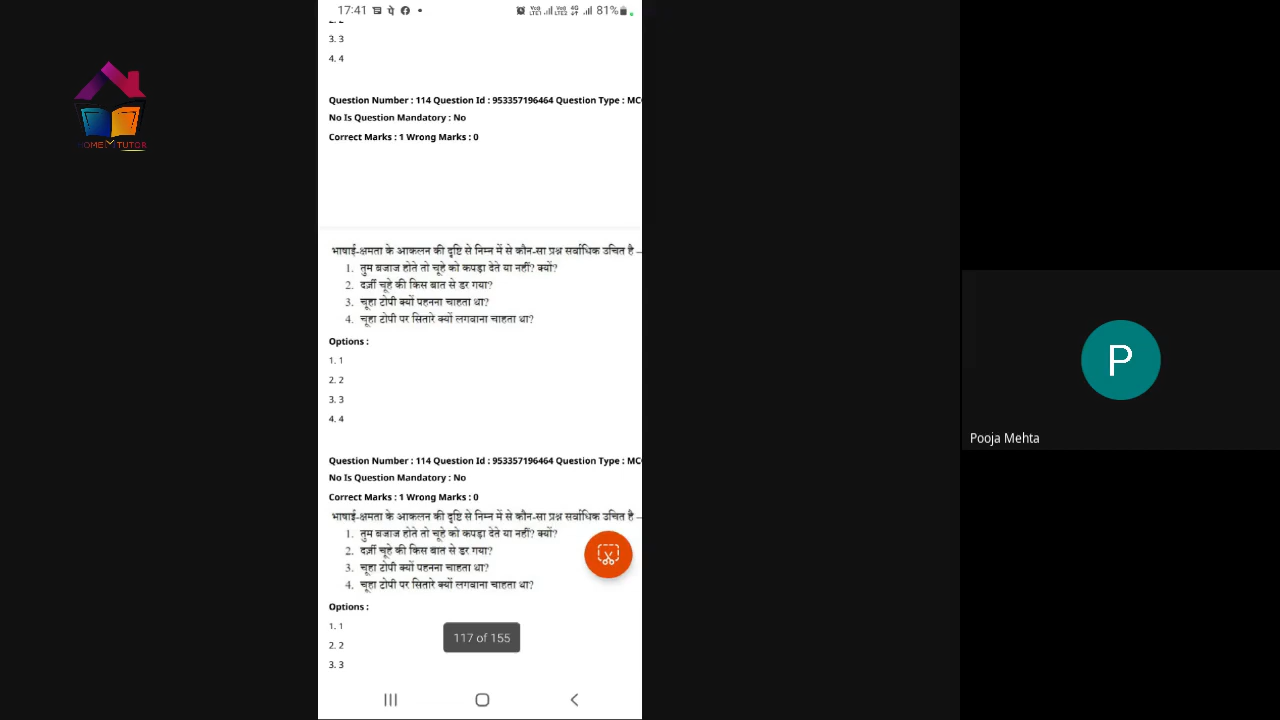 17:41 81%
3. 3
4. 4
Question Number : 114 Question Id : 953357196464 Question Type : MC
No Is Question Mandatory : No
Correct Marks : 1 Wrong Marks : 0
भाषाई-क्षमता के आकलन की दृष्टि से निम्न में से कौन-सा प्रश्न सर्वाधिक उचित है –
1. तुम बजाज होते तो चूहे को कपड़ा देते या नहीं? क्यों?
2. दर्ज़ी चूहे की किस बात से डर गया?
3. चूहा टोपी क्यों पहनना चाहता था?
4. चूहा टोपी पर सितारे क्यों लगवाना चाहता था?
Options :
1. 1
2. 2
3. 3
4. 4
Question Number : 114 Question Id : 953357196464 Question Type : MC
No Is Question Mandatory : No
Correct Marks : 1 Wrong Marks : 0
भाषाई-क्षमता के आकलन की दृष्टि से निम्न में से कौन-सा प्रश्न सर्वाधिक उचित है –
1. तुम बजाज होते तो चूहे को कपड़ा देते या नहीं? क्यों?
2. दर्ज़ी चूहे की किस बात से डर गया?
3. चूहा टोपी क्यों पहनना चाहता था?
4. चूहा टोपी पर सितारे क्यों लगवाना चाहता था?
Options :
1. 1
2. 2
3. 3
117 of 155
HOME TUTOR
P
Pooja Mehta